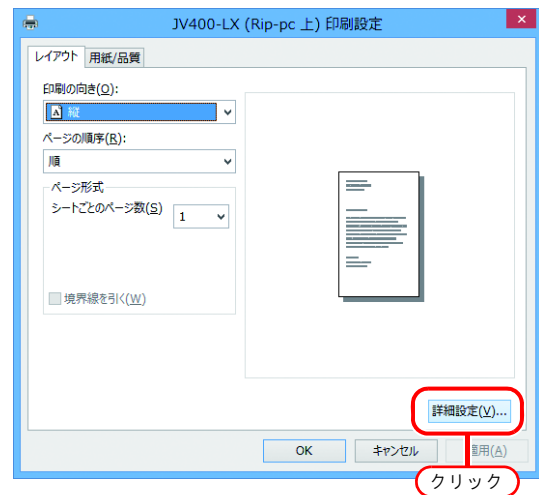 JV400-LX (Rip-pc 上) 印刷設定
レイアウト 用紙/品質
印刷の向き(O):
縦
ページの順序(R):
順
ページ形式
シートごとのページ数(S) 1
境界線を引く(W)
詳細設定(V)...
OK キャンセル 適用(A)
クリック